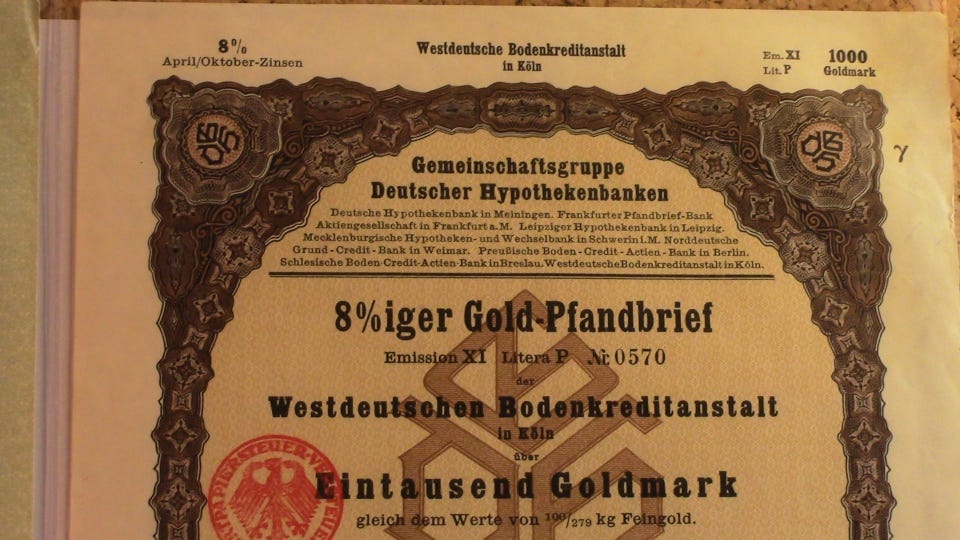 8%
April/Oktober-Zinsen
Westdeutsche Bodenkreditanstalt
in Köln
Em. XI
Lit. P
1000
Goldmark
Gemeinschaftsgruppe
Deutscher Hypothekenbanken
Deutsche Hypothekenbank in Meiningen. Frankfurter Pfandbrief-Bank
Aktiengesellschaft in Frankfurt a.M. Leipziger Hypothekenbank in Leipzig.
Mecklenburgische Hypotheken- und Wechselbank in Schwerin i.M. Norddeutsche
Grund-Credit-Bank in Weimar. Preußische Boden-Credit-Actien-Bank in Berlin.
Schlesische Boden-Credit-Actien-Bank in Breslau. Westdeutsche Bodenkreditanstalt in Köln.
8%iger Gold-Pfandbrief
Emission XI Litera P № 0570
der
Westdeutschen Bodenkreditanstalt
in Köln
über
Eintausend Goldmark
gleich dem Werte von 100/279 kg Feingold.